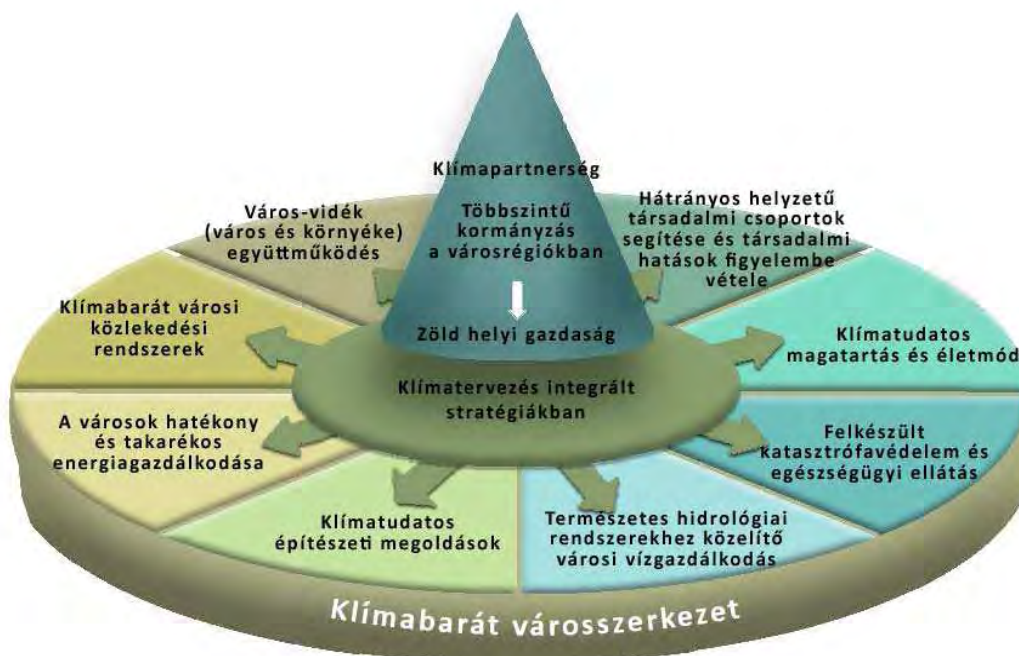 Klímapartnerség
Többszintű
kormányzás
a városrégiókban
Zöld helyi gazdaság
Klímatervezés integrált
stratégiákban
Város-vidék
(város és környéke)
együttműködés
Hátrányos helyzetű
társadalmi csoportok
segítése és társadalmi
hatások figyelembe
vétele
Klímabarát városi
közlekedési
rendszerek
Klímatudatos
magatartás és életmód
A városok hatékony
és takarékos
energiagazdálkodása
Felkészült
katasztrófavédelem és
egészségügyi ellátás
Klímatudatos
építészeti megoldások
Természetes hidrológiai
rendszerekhez közelítő
városi vízgazdálkodás
Klímabarát városszerkezet